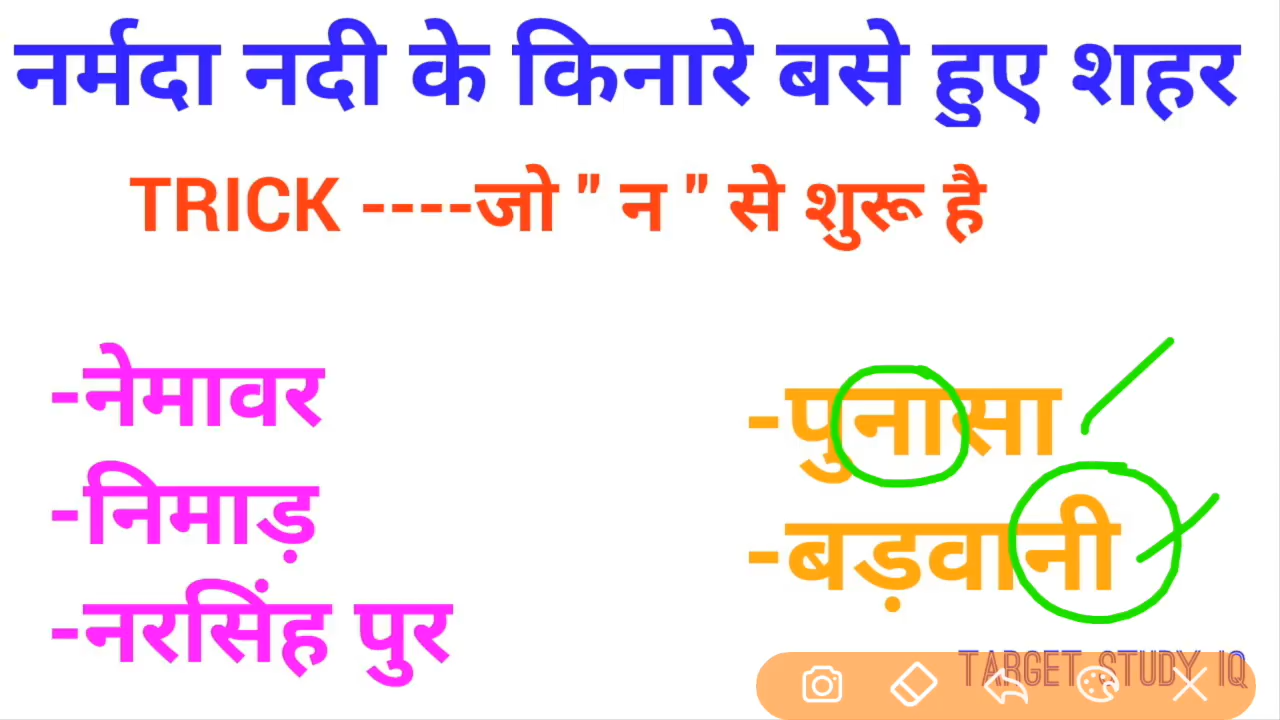 नर्मदा नदी के किनारे बसे हुए शहर
TRICK ----जो " न " से शुरू है
-नेमावर
-निमाड़
-नरसिंह पुर
-पुनासा
-बड़वानी
TARGET STUDY IQ